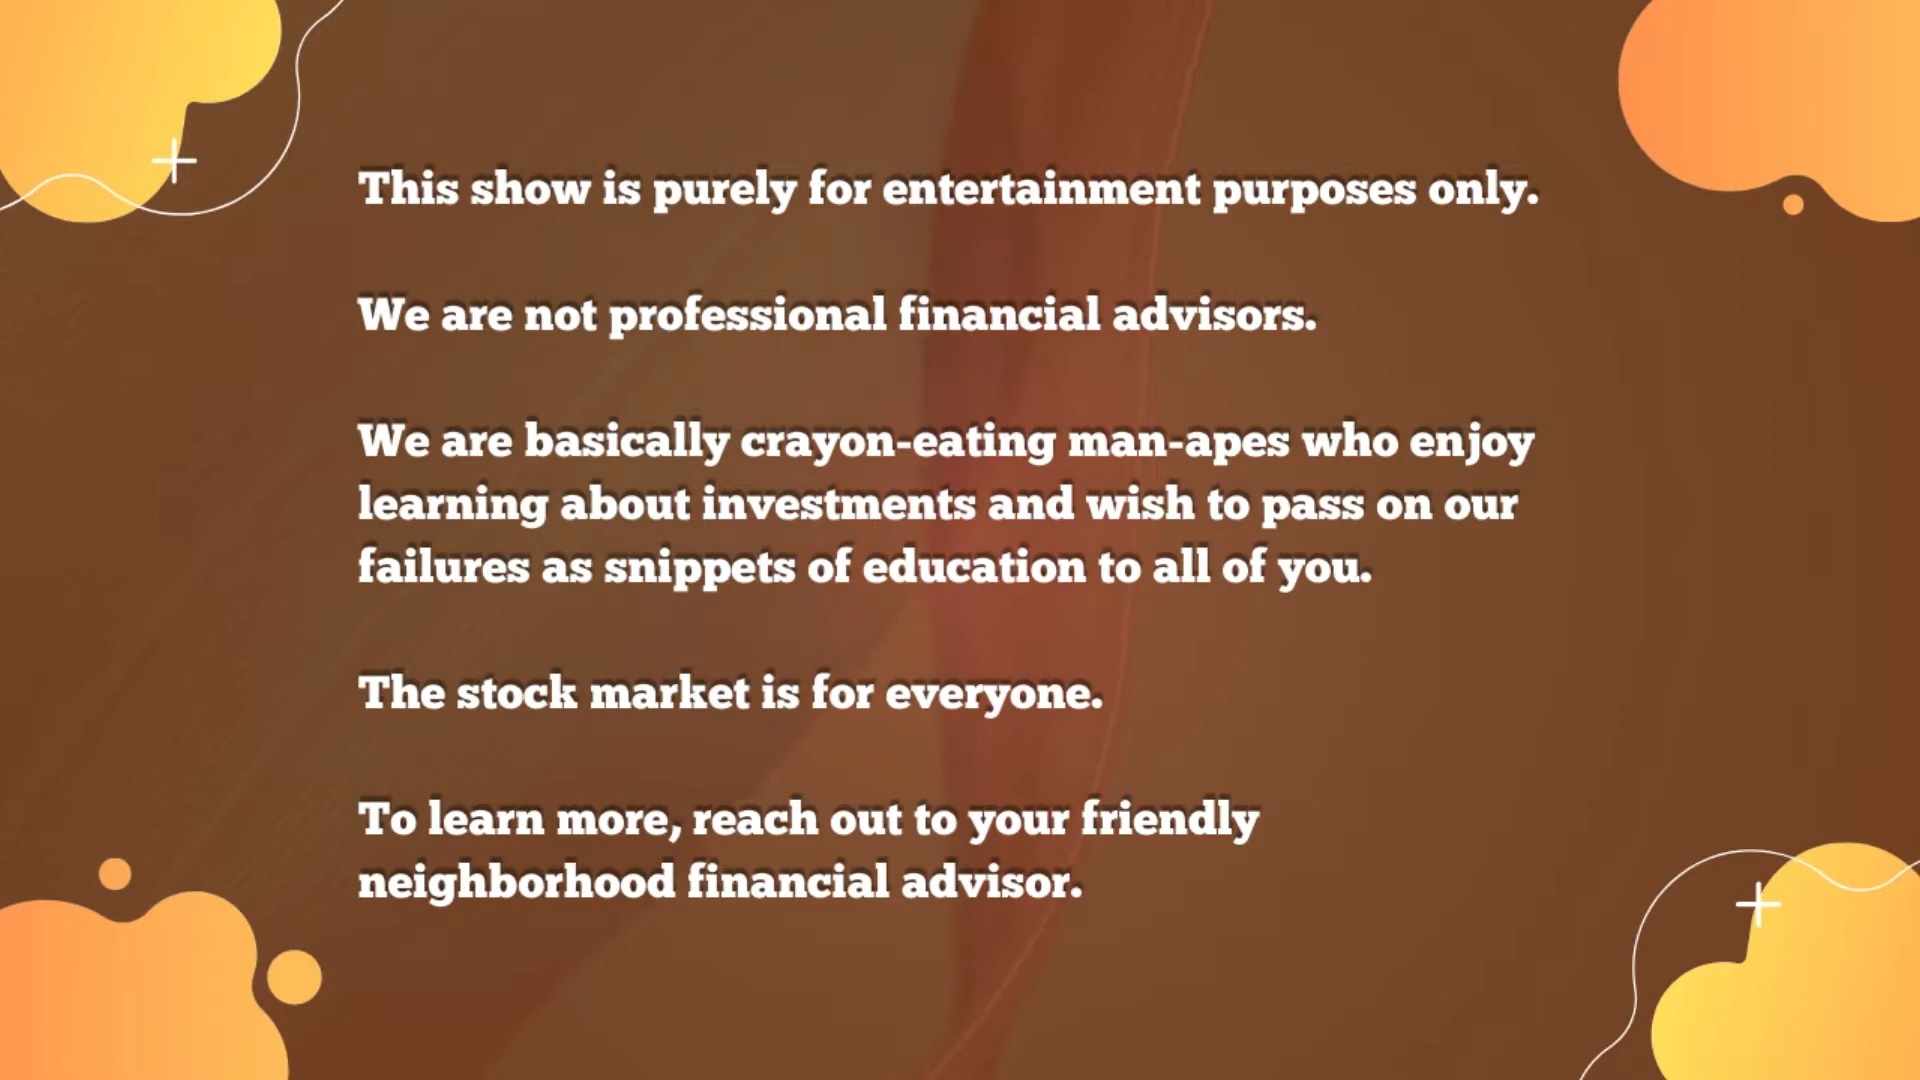 This show is purely for entertainment purposes only.
We are not professional financial advisors.
We are basically crayon-eating man-apes who enjoy
learning about investments and wish to pass on our
failures as snippets of education to all of you.
The stock market is for everyone.
To learn more, reach out to your friendly
neighborhood financial advisor.